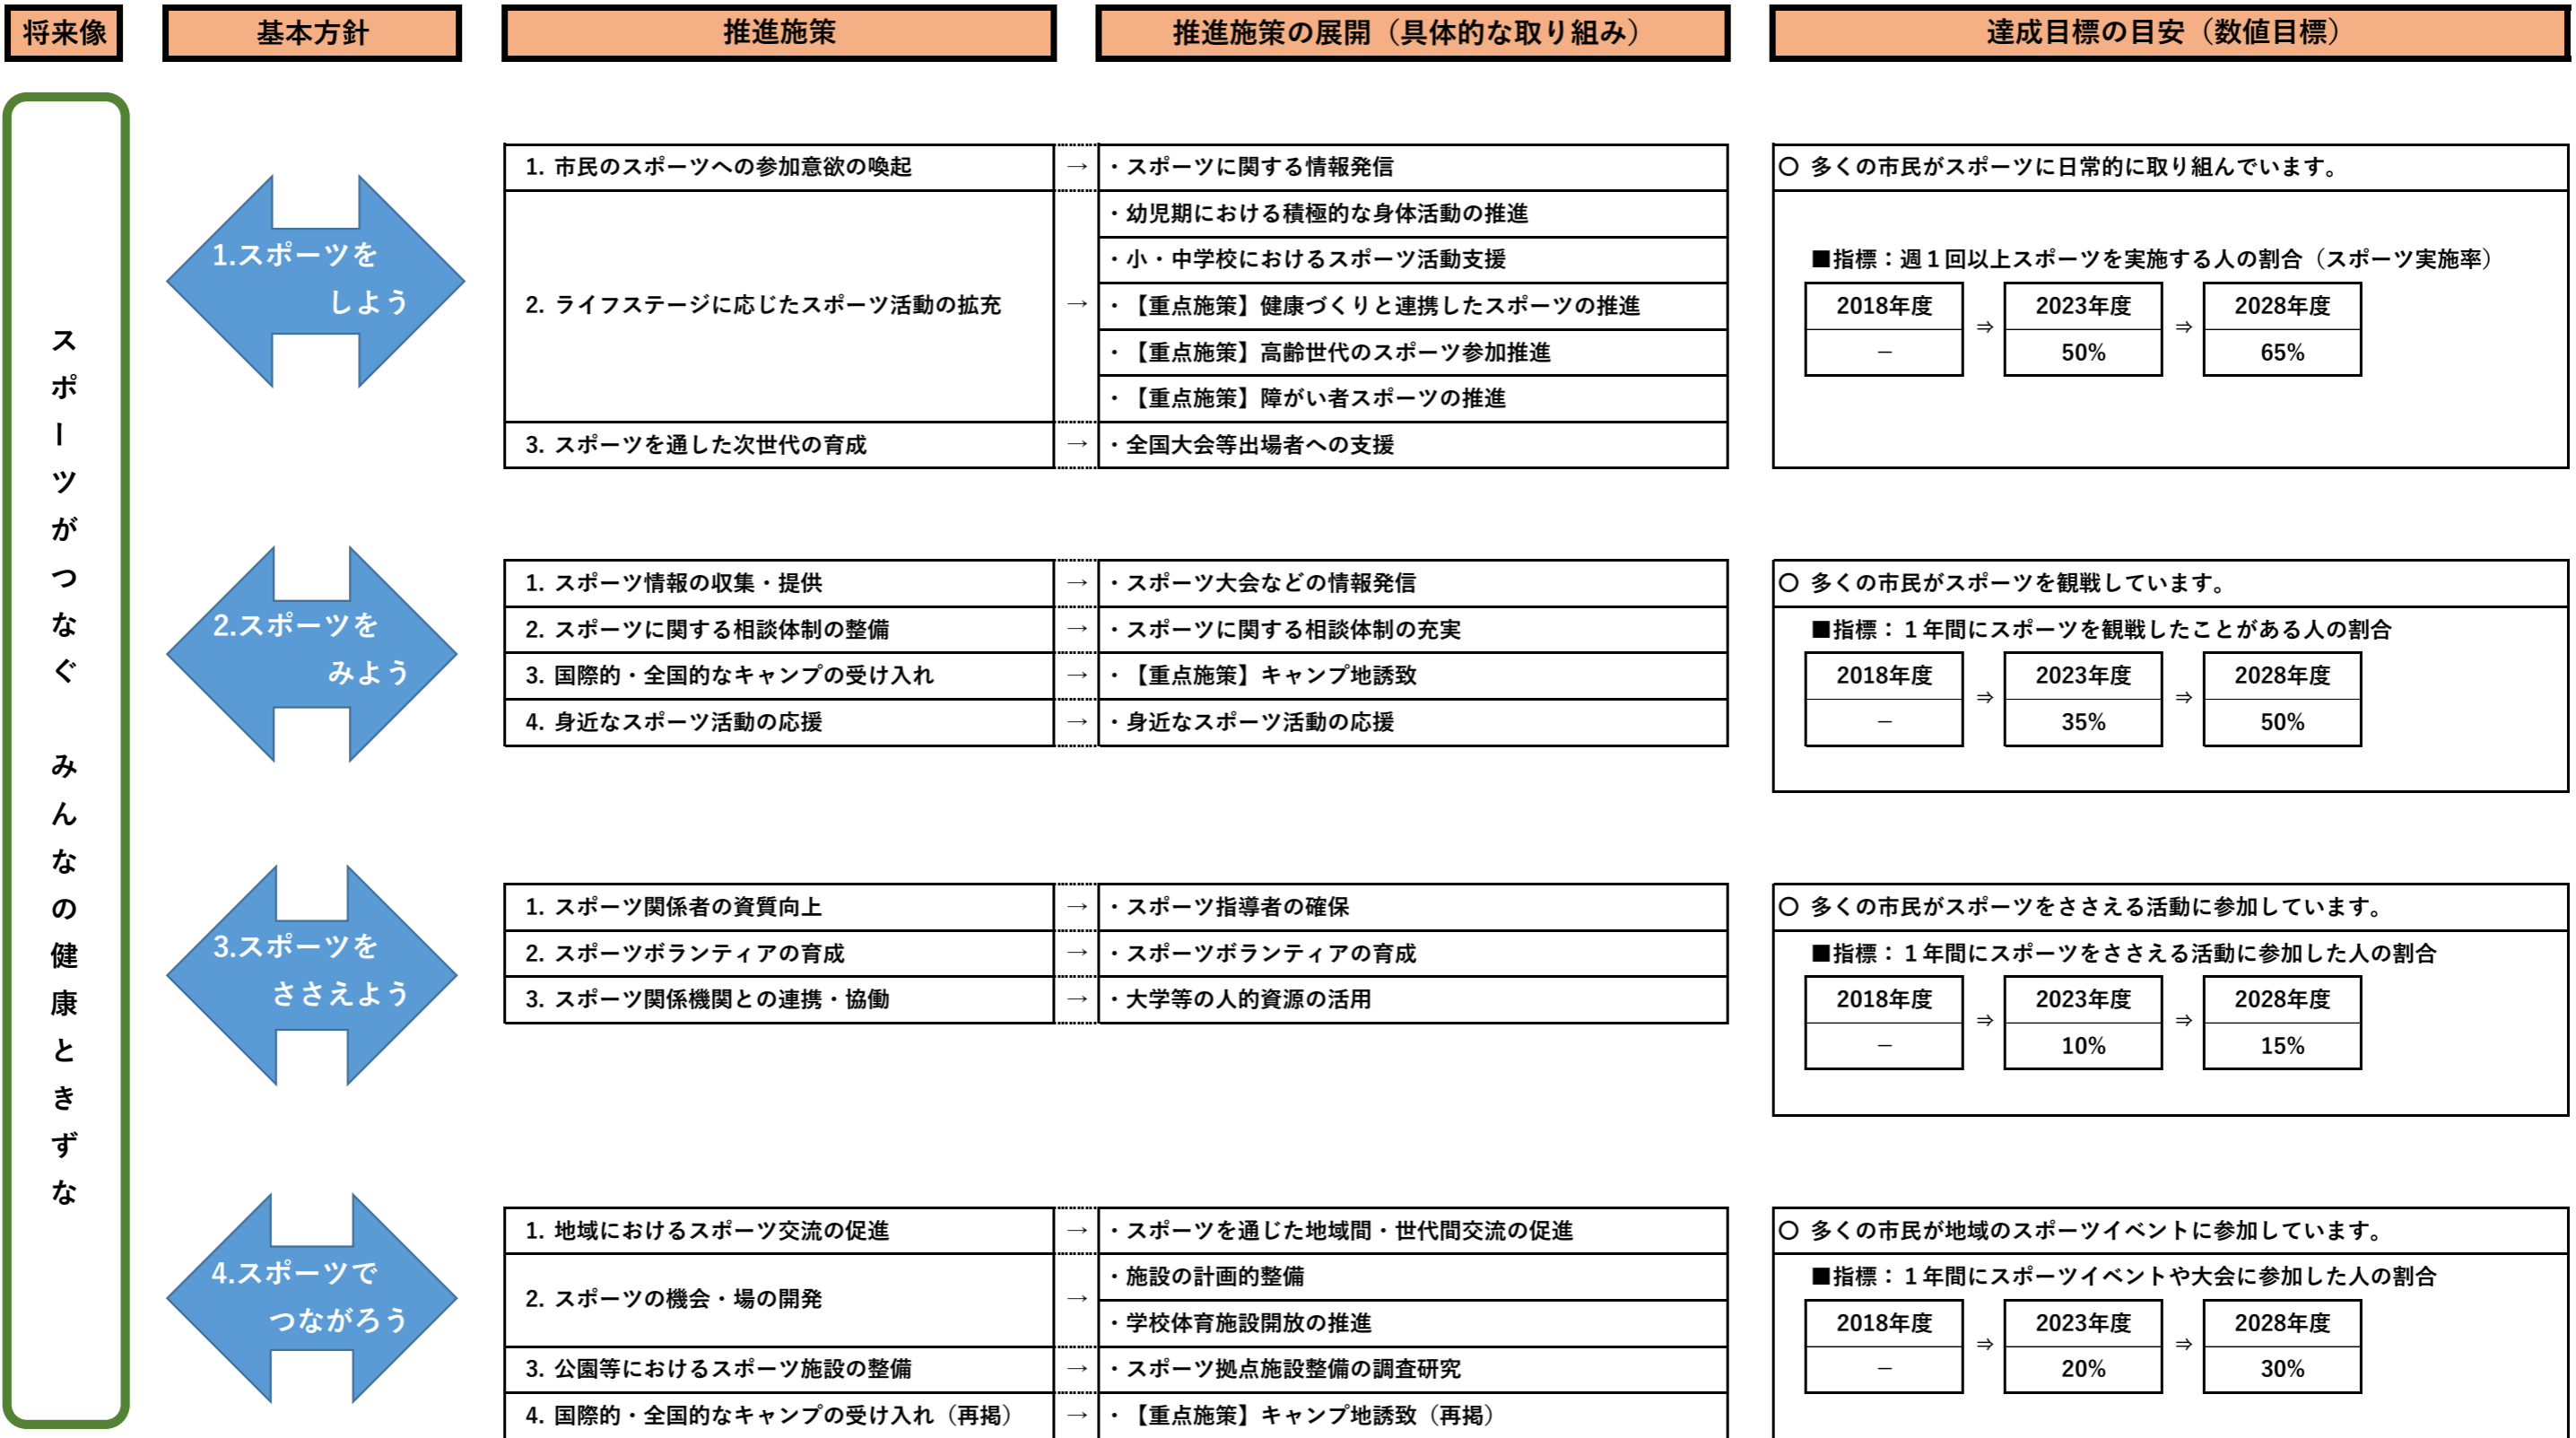 将来像
基本方針
推進施策
推進施策の展開（具体的な取り組み）
達成目標の目安（数値目標）
スポーツがつなぐ　みんなの健康ときずな
1.スポーツを
しよう
1. 市民のスポーツへの参加意欲の喚起
→
・スポーツに関する情報発信
2. ライフステージに応じたスポーツ活動の拡充
→
・幼児期における積極的な身体活動の推進
・小・中学校におけるスポーツ活動支援
・【重点施策】健康づくりと連携したスポーツの推進
・【重点施策】高齢世代のスポーツ参加推進
・【重点施策】障がい者スポーツの推進
3. スポーツを通した次世代の育成
→
・全国大会等出場者への支援
〇 多くの市民がスポーツに日常的に取り組んでいます。
■指標：週１回以上スポーツを実施する人の割合（スポーツ実施率）
2018年度 ⇒ 2023年度 ⇒ 2028年度
－ 50% 65%
2.スポーツを
みよう
1. スポーツ情報の収集・提供
→
・スポーツ大会などの情報発信
2. スポーツに関する相談体制の整備
→
・スポーツに関する相談体制の充実
3. 国際的・全国的なキャンプの受け入れ
→
・【重点施策】キャンプ地誘致
4. 身近なスポーツ活動の応援
→
・身近なスポーツ活動の応援
〇 多くの市民がスポーツを観戦しています。
■指標：１年間にスポーツを観戦したことがある人の割合
2018年度 ⇒ 2023年度 ⇒ 2028年度
－ 35% 50%
3.スポーツを
ささえよう
1. スポーツ関係者の資質向上
→
・スポーツ指導者の確保
2. スポーツボランティアの育成
→
・スポーツボランティアの育成
3. スポーツ関係機関との連携・協働
→
・大学等の人的資源の活用
〇 多くの市民がスポーツをささえる活動に参加しています。
■指標：１年間にスポーツをささえる活動に参加した人の割合
2018年度 ⇒ 2023年度 ⇒ 2028年度
－ 10% 15%
4.スポーツで
つながろう
1. 地域におけるスポーツ交流の促進
→
・スポーツを通じた地域間・世代間交流の促進
2. スポーツの機会・場の開発
→
・施設の計画的整備
・学校体育施設開放の推進
3. 公園等におけるスポーツ施設の整備
→
・スポーツ拠点施設整備の調査研究
4. 国際的・全国的なキャンプの受け入れ（再掲）
→
・【重点施策】キャンプ地誘致（再掲）
〇 多くの市民が地域のスポーツイベントに参加しています。
■指標：１年間にスポーツイベントや大会に参加した人の割合
2018年度 ⇒ 2023年度 ⇒ 2028年度
－ 20% 30%